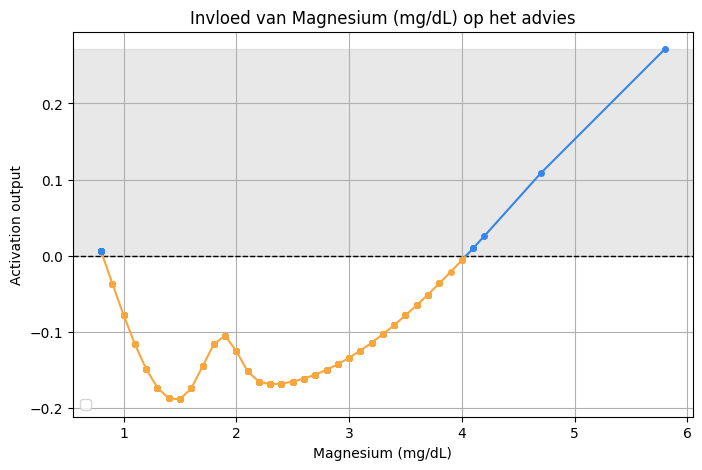 Invloed van Magnesium (mg/dL) op het advies
Activation output
0.2
0.1
0.0
−0.1
−0.2
1 2 3 4 5 6
Magnesium (mg/dL)